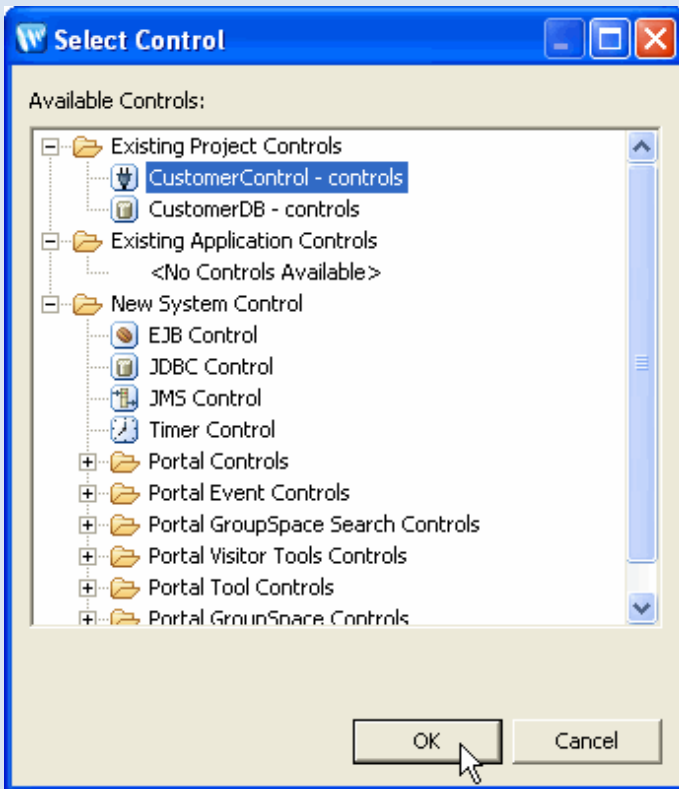 Select Control
Available Controls:
Existing Project Controls
CustomerControl - controls
CustomerDB - controls
Existing Application Controls
<No Controls Available>
New System Control
EJB Control
JDBC Control
JMS Control
Timer Control
Portal Controls
Portal Event Controls
Portal GroupSpace Search Controls
Portal Visitor Tools Controls
Portal Tool Controls
Portal GroupSpace Controls
OK Cancel